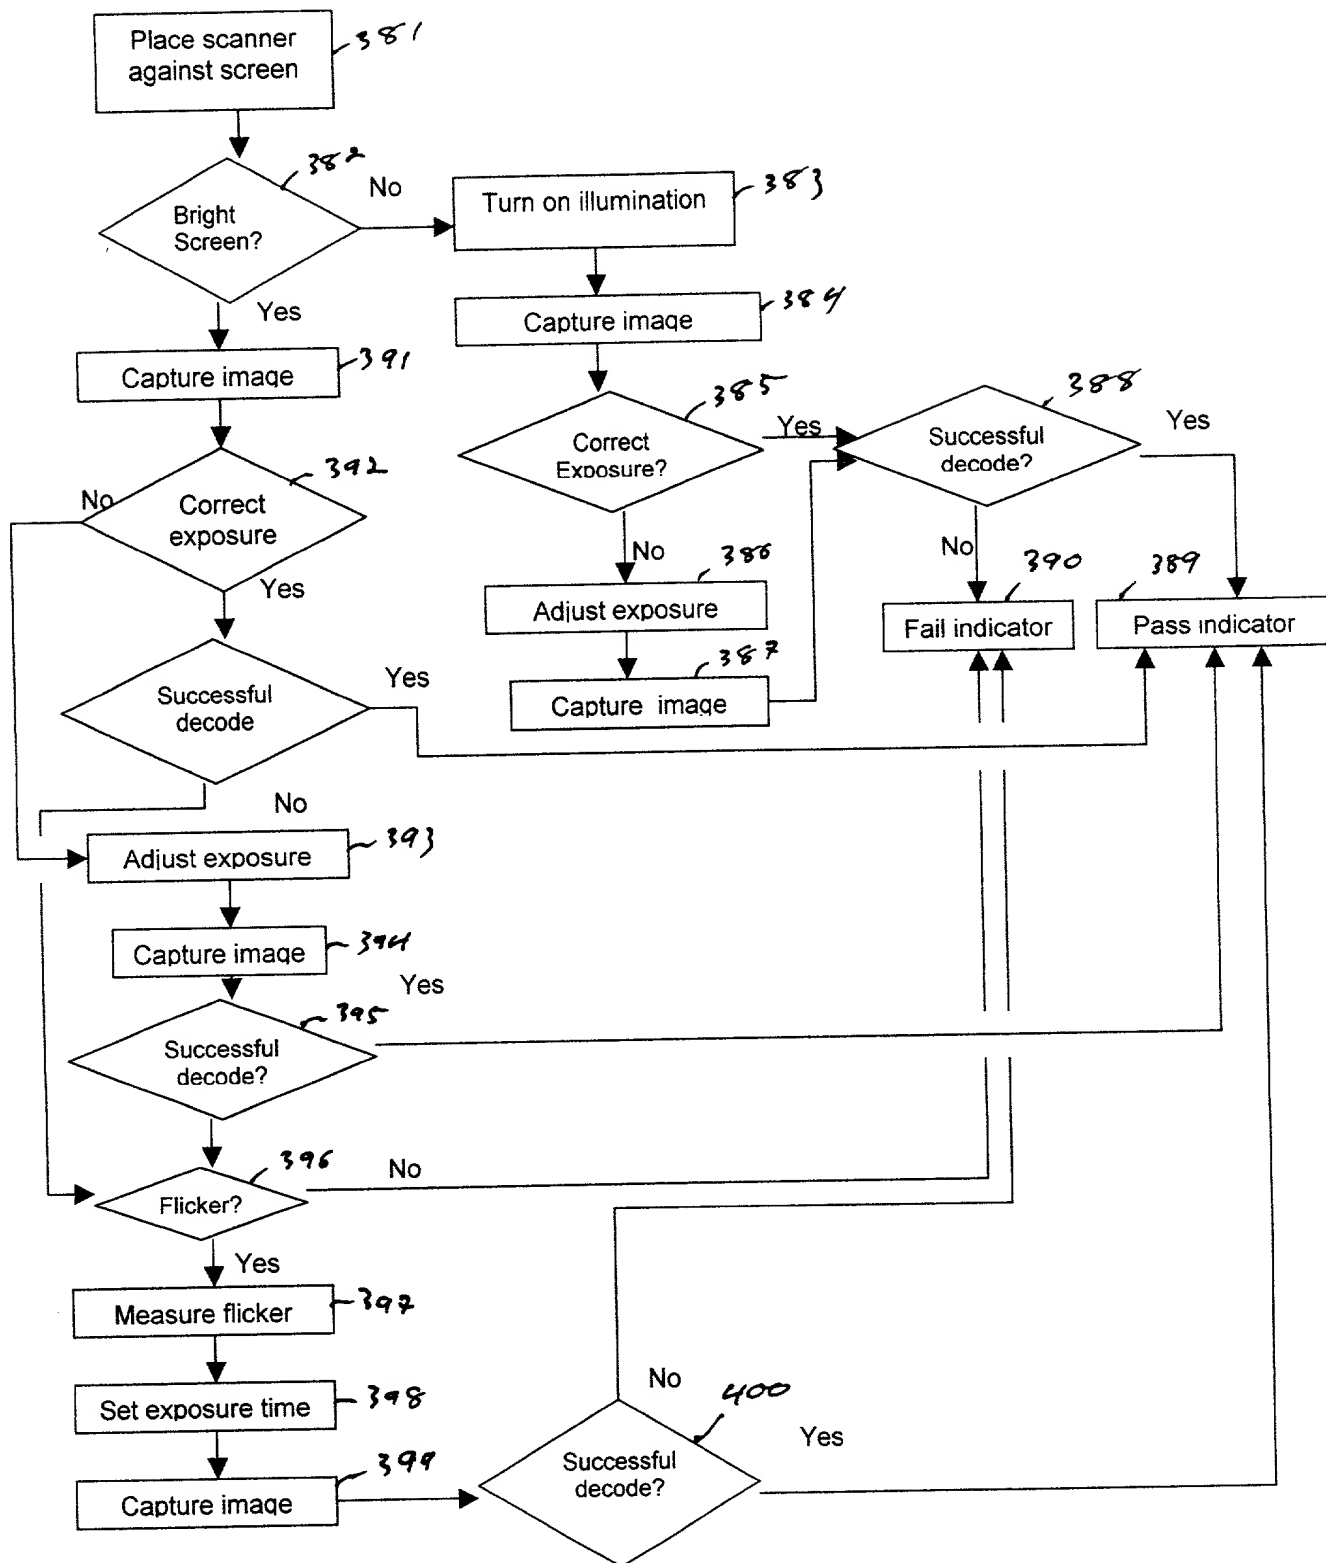 Place scanner
against screen
381
382
No
Bright
Screen?
Turn on illumination
383
Yes
Capture image
384
Capture image
391
385
388
Yes
Yes
Correct
Exposure?
Successful
decode?
392
No
Correct
exposure
No
386
No
390
389
Yes
Adjust exposure
Fail indicator
Pass indicator
387
Yes
Successful
decode
Capture image
No
Adjust exposure
393
Capture image
394
Yes
395
Successful
decode?
396
No
Flicker?
Yes
Measure flicker
397
No
Set exposure time
398
400
Yes
399
Successful
decode?
Capture image